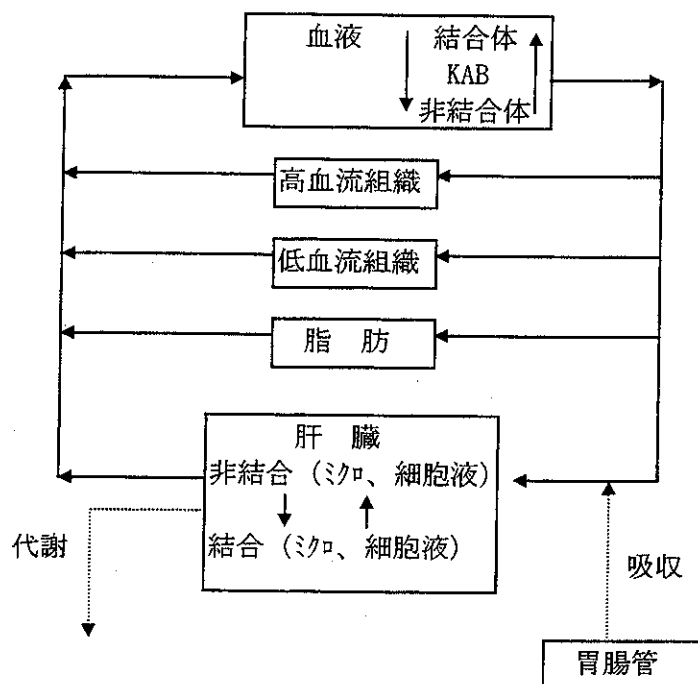 血液
結合体
KAB
非結合体
高血流組織
低血流組織
脂　肪
肝　臓
非結合（ミクロ、細胞液）
結合（ミクロ、細胞液）
代謝
吸収
胃腸管